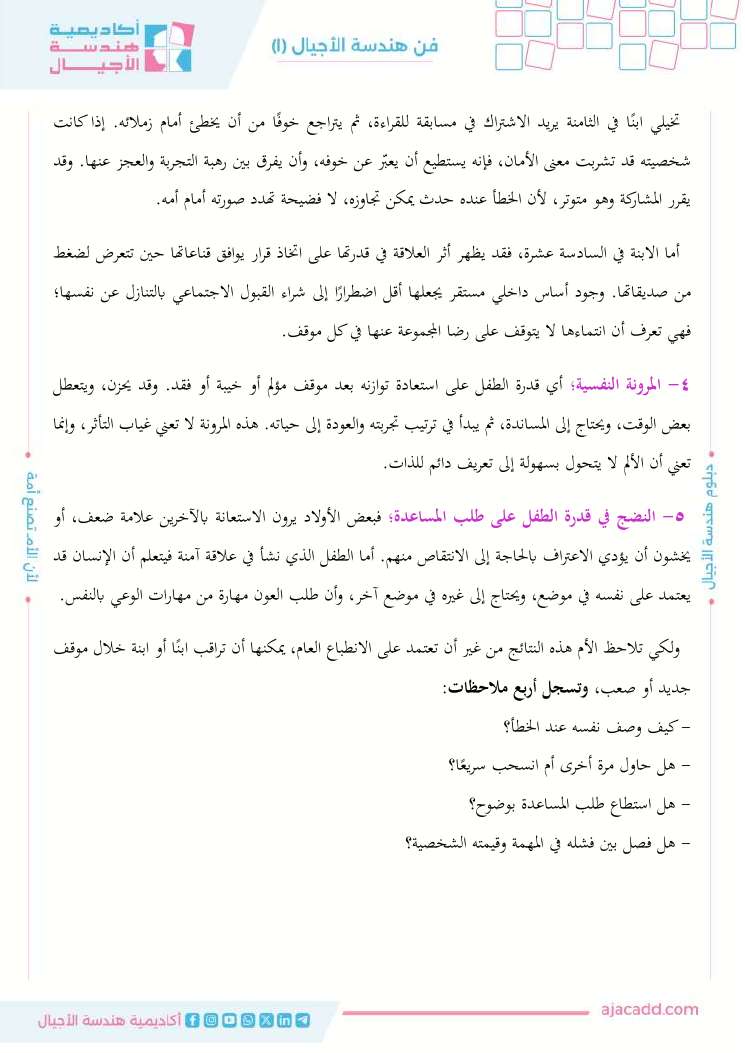 أكاديمية
هندسة
الأجيال
فن هندسة الأجيال (١)
تخيلي ابنًا في الثامنة يريد الاشتراك في مسابقة للقراءة، ثم يتراجع خوفًا من أن يخطئ أمام زملائه. إذا كانت
شخصيته قد تشربت معنى الأمان، فإنه يستطيع أن يعبّر عن خوفه، وأن يفرق بين رهبة التجربة والعجز عنها. وقد
يقرر المشاركة وهو متوتر، لأن الخطأ عنده حدث يمكن تجاوزه، لا فضيحة تهدد صورته أمام أمه.
أما الابنة في السادسة عشرة، فقد يظهر أثر العلاقة في قدرتها على اتخاذ قرار يوافق قناعاتها حين تتعرض لضغط
من صديقاتها. وجود أساس داخلي مستقر يجعلها أقل اضطرارًا إلى شراء القبول الاجتماعي بالتنازل عن نفسها؛
فهي تعرف أن انتماءها لا يتوقف على رضا المجموعة عنها في كل موقف.
٤- المرونة النفسية؛ أي قدرة الطفل على استعادة توازنه بعد موقف مؤلم أو خيبة أو فقد. وقد يحزن، ويتعطل
بعض الوقت، ويحتاج إلى المساندة، ثم يبدأ في ترتيب تجربته والعودة إلى حياته. هذه المرونة لا تعني غياب التأثر، وإنما
تعني أن الألم لا يتحول بسهولة إلى تعريف دائم للذات.
٥- النضج في قدرة الطفل على طلب المساعدة؛ فبعض الأولاد يرون الاستعانة بالآخرين علامة ضعف، أو
يخشون أن يؤدي الاعتراف بالحاجة إلى الانتقاص منهم. أما الطفل الذي نشأ في علاقة آمنة فيتعلم أن الإنسان قد
يعتمد على نفسه في موضع، ويحتاج إلى غيره في موضع آخر، وأن طلب العون مهارة من مهارات الوعي بالنفس.
ولكي تلاحظ الأم هذه النتائج من غير أن تعتمد على الانطباع العام، يمكنها أن تراقب ابنًا أو ابنة خلال موقف
جديد أو صعب، وتسجل أربع ملاحظات:
- كيف وصف نفسه عند الخطأ؟
- هل حاول مرة أخرى أم انسحب سريعًا؟
- هل استطاع طلب المساعدة بوضوح؟
- هل فصل بين فشله في المهمة وقيمته الشخصية؟
دبلوم هندسة الأجيال
لأن الأم تصنع أمة
أكاديمية هندسة الأجيال
ajacadd.com